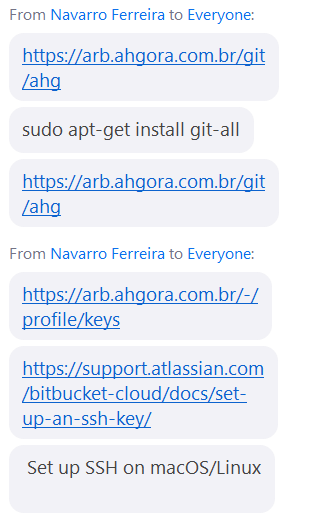 From Navarro Ferreira to Everyone:
https://arb.ahgora.com.br/git
/ahg
sudo apt-get install git-all
https://arb.ahgora.com.br/git
/ahg
From Navarro Ferreira to Everyone:
https://arb.ahgora.com.br/-/
profile/keys
https://support.atlassian.com
/bitbucket-cloud/docs/set-
up-an-ssh-key/
Set up SSH on macOS/Linux